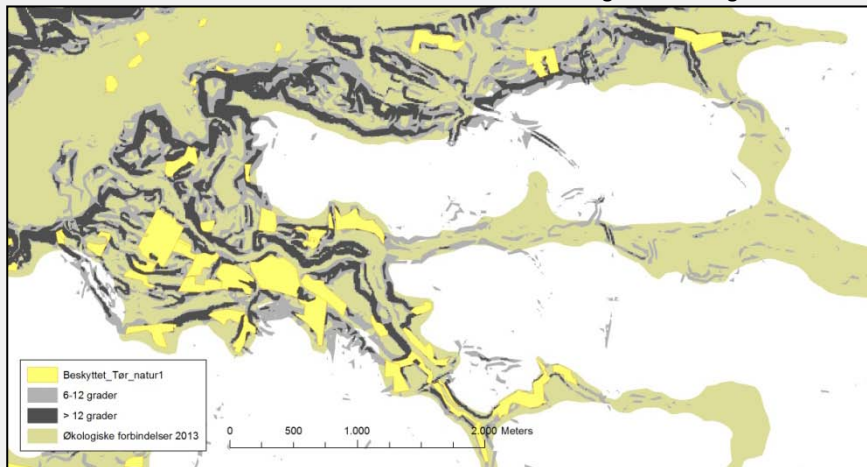 Beskyttet_Tør_natur1
6-12 grader
> 12 grader
Økologiske forbindelser 2013
0 500 1.000 2.000 Meters